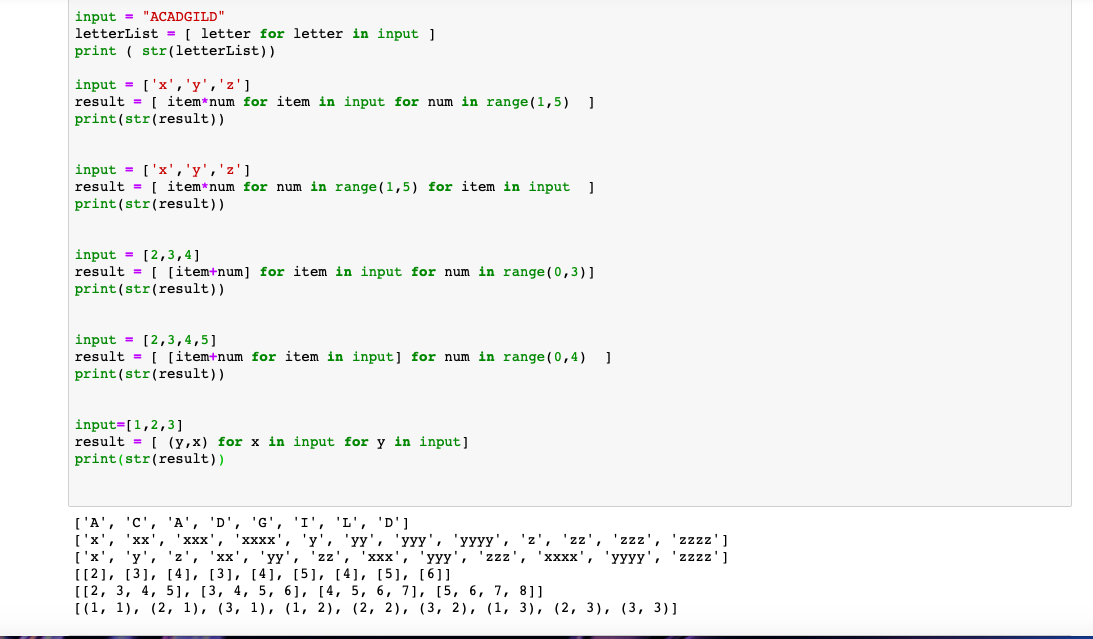 input = "ACADGILD"
letterList = [ letter for letter in input ]
print ( str(letterList))
input = ['x','y','z']
result = [ item*num for item in input for num in range(1,5)  ]
print(str(result))
input = ['x','y','z']
result = [ item*num for num in range(1,5) for item in input  ]
print(str(result))
input = [2,3,4]
result = [ [item+num] for item in input for num in range(0,3)]
print(str(result))
input = [2,3,4,5]
result = [ [item+num for item in input] for num in range(0,4)  ]
print(str(result))
input=[1,2,3]
result = [ (y,x) for x in input for y in input]
print(str(result))
['A', 'C', 'A', 'D', 'G', 'I', 'L', 'D']
['x', 'xx', 'xxx', 'xxxx', 'y', 'yy', 'yyy', 'yyyy', 'z', 'zz', 'zzz', 'zzzz']
['x', 'y', 'z', 'xx', 'yy', 'zz', 'xxx', 'yyy', 'zzz', 'xxxx', 'yyyy', 'zzzz']
[[2], [3], [4], [3], [4], [5], [4], [5], [6]]
[[2, 3, 4, 5], [3, 4, 5, 6], [4, 5, 6, 7], [5, 6, 7, 8]]
[(1, 1), (2, 1), (3, 1), (1, 2), (2, 2), (3, 2), (1, 3), (2, 3), (3, 3)]